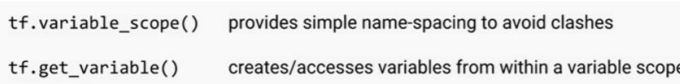 tf.variable_scope() provides simple name-spacing to avoid clashes
tf.get_variable() creates/accesses variables from within a variable scope